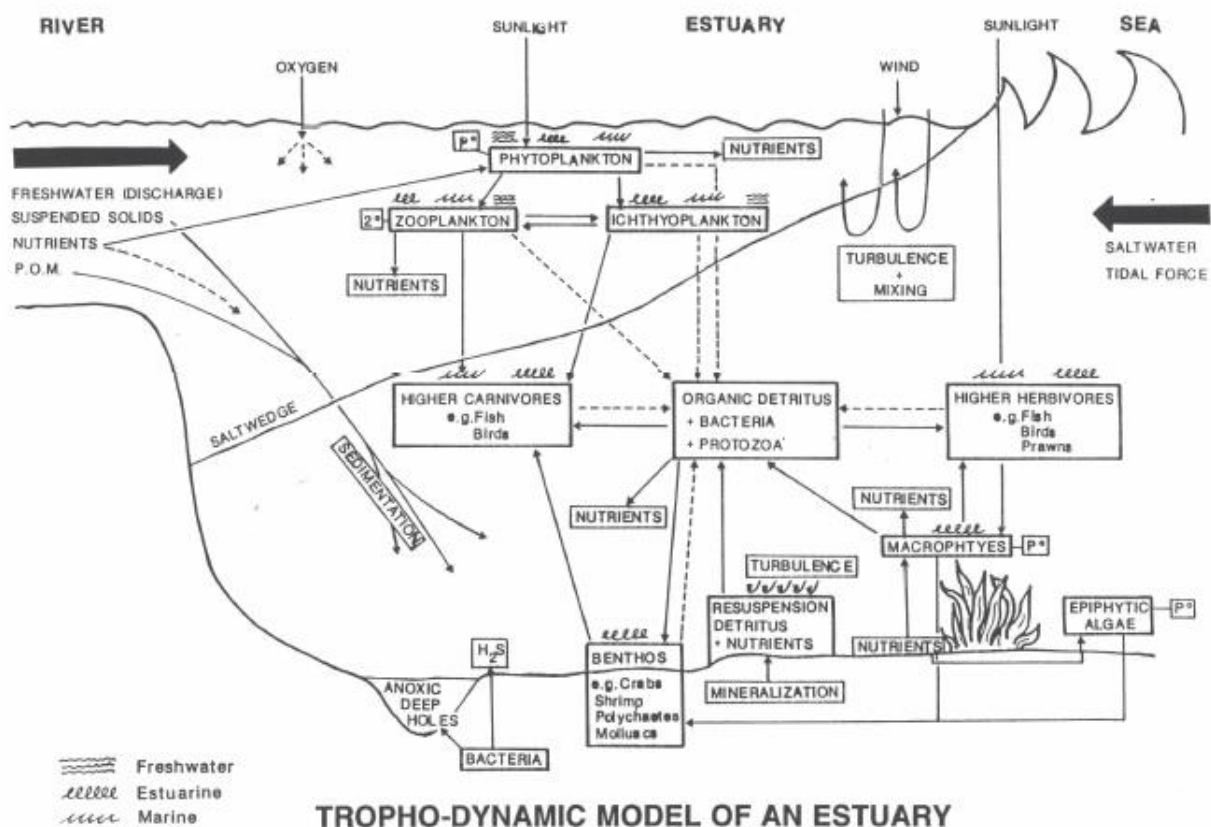 RIVER
SUNLIGHT
ESTUARY
SUNLIGHT
SEA
OXYGEN
WIND
P°
PHYTOPLANKTON
NUTRIENTS
FRESHWATER (DISCHARGE)
SUSPENDED SOLIDS
NUTRIENTS
P.O.M.
2°
ZOOPLANKTON
ICHTHYOPLANKTON
NUTRIENTS
TURBULENCE
+
MIXING
SALTWATER
TIDAL FORCE
SALTWEDGE
SEDIMENTATION
HIGHER CARNIVORES
e.g.Fish
Birds
ORGANIC DETRITUS
+ BACTERIA
+ PROTOZOA
HIGHER HERBIVORES
e.g.Fish
Birds
Prawns
NUTRIENTS
NUTRIENTS
MACROPHTYES
P°
TURBULENCE
RESUSPENSION
DETRITUS
+ NUTRIENTS
NUTRIENTS
EPIPHYTIC
ALGAE
P°
MINERALIZATION
H2S
BENTHOS
e.g.Crabs
Shrimp
Polychaetes
Molluscs
ANOXIC
DEEP
HOLES
BACTERIA
Freshwater
Estuarine
Marine
TROPHO-DYNAMIC MODEL OF AN ESTUARY